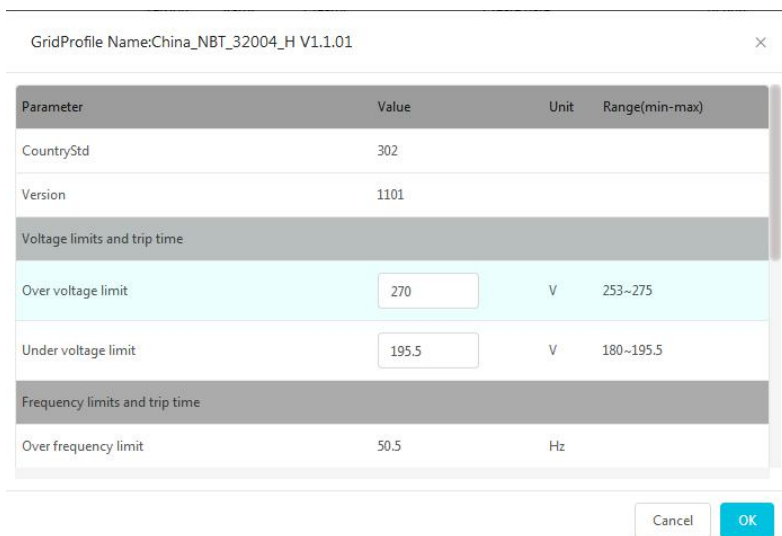 GridProfile Name:China_NBT_32004_H V1.1.01 ×
Parameter Value Unit Range(min-max)
CountryStd 302
Version 1101
Voltage limits and trip time
Over voltage limit 270 V 253~275
Under voltage limit 195.5 V 180~195.5
Frequency limits and trip time
Over frequency limit 50.5 Hz
Cancel OK